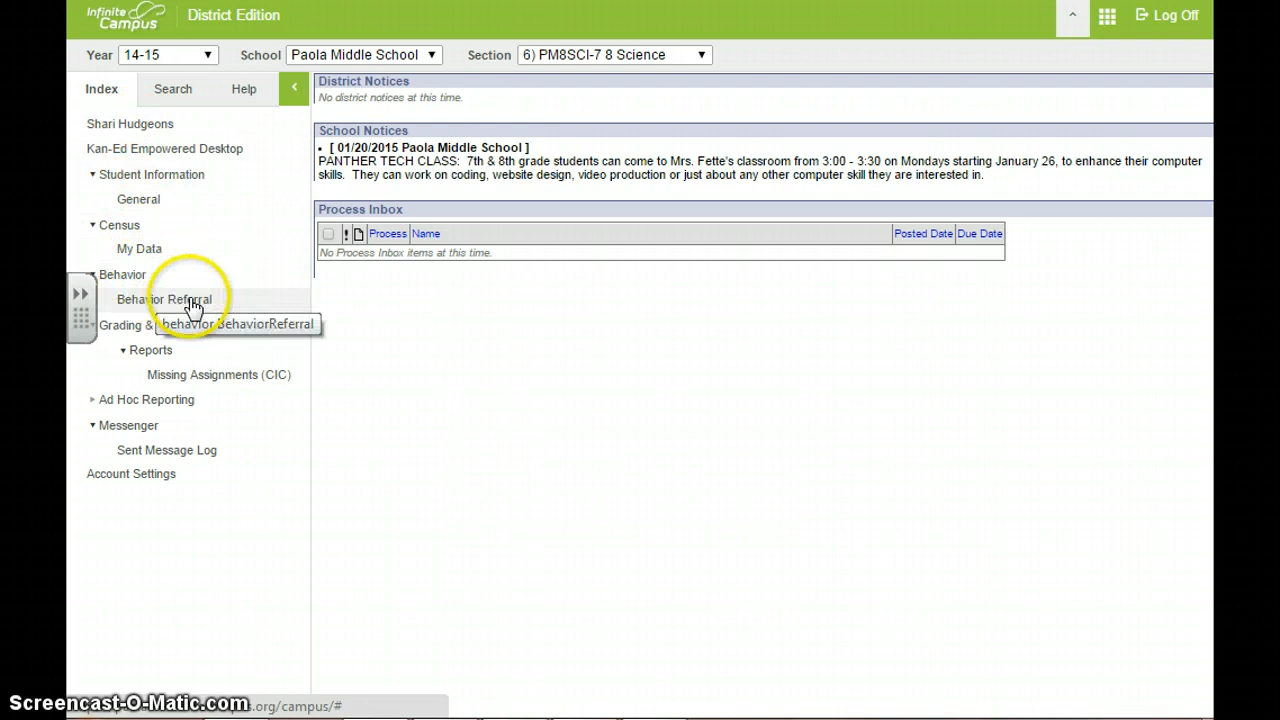 Infinite Campus
District Edition
Log Off
Year 14-15 School Paola Middle School Section 6) PM8SCI-7 8 Science
Index Search Help
Shari Hudgeons
Kan-Ed Empowered Desktop
Student Information
General
Census
My Data
Behavior
Behavior Referral
behavior.BehaviorReferral
Grading &
Reports
Missing Assignments (CIC)
Ad Hoc Reporting
Messenger
Sent Message Log
Account Settings
District Notices
No district notices at this time.
School Notices
• [ 01/20/2015 Paola Middle School ]
PANTHER TECH CLASS: 7th & 8th grade students can come to Mrs. Fette's classroom from 3:00 - 3:30 on Mondays starting January 26, to enhance their computer
skills. They can work on coding, website design, video production or just about any other computer skill they are interested in.
Process Inbox
! Process Name Posted Date Due Date
No Process Inbox items at this time.
Screencast-O-Matic.com
.org/campus/#